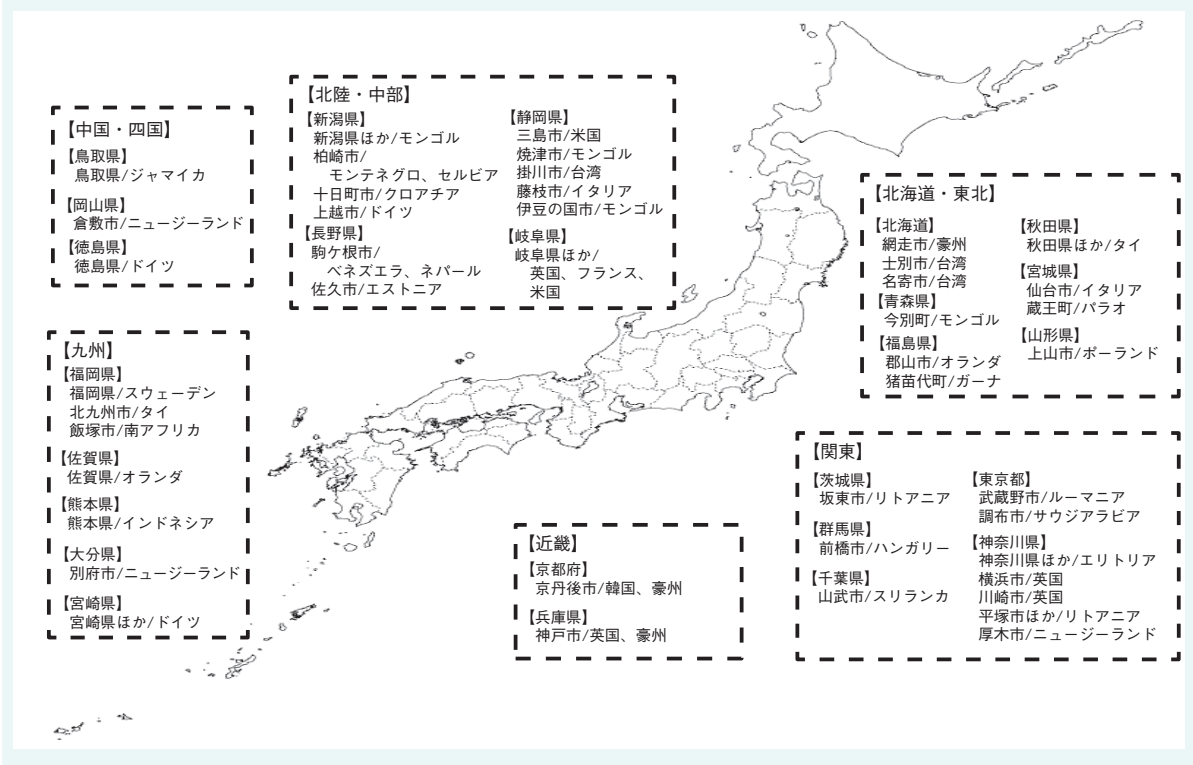 【中国・四国】
【鳥取県】
鳥取県/ジャマイカ
【岡山県】
倉敷市/ニュージーランド
【徳島県】
徳島県/ドイツ
【北陸・中部】
【新潟県】
新潟県ほか/モンゴル
柏崎市/
モンテネグロ、セルビア
十日町市/クロアチア
上越市/ドイツ
【長野県】
駒ケ根市/
ベネズエラ、ネパール
佐久市/エストニア
【静岡県】
三島市/米国
焼津市/モンゴル
掛川市/台湾
藤枝市/イタリア
伊豆の国市/モンゴル
【岐阜県】
岐阜県ほか/
英国、フランス、
米国
【北海道・東北】
【北海道】
網走市/豪州
士別市/台湾
名寄市/台湾
【青森県】
今別町/モンゴル
【福島県】
郡山市/オランダ
猪苗代町/ガーナ
【秋田県】
秋田県ほか/タイ
【宮城県】
仙台市/イタリア
蔵王町/パラオ
【山形県】
上山市/ポーランド
【九州】
【福岡県】
福岡県/スウェーデン
北九州市/タイ
飯塚市/南アフリカ
【佐賀県】
佐賀県/オランダ
【熊本県】
熊本県/インドネシア
【大分県】
別府市/ニュージーランド
【宮崎県】
宮崎県ほか/ドイツ
【近畿】
【京都府】
京丹後市/韓国、豪州
【兵庫県】
神戸市/英国、豪州
【関東】
【茨城県】
坂東市/リトアニア
【群馬県】
前橋市/ハンガリー
【千葉県】
山武市/スリランカ
【東京都】
武蔵野市/ルーマニア
調布市/サウジアラビア
【神奈川県】
神奈川県ほか/エリトリア
横浜市/英国
川崎市/英国
平塚市ほか/リトアニア
厚木市/ニュージーランド